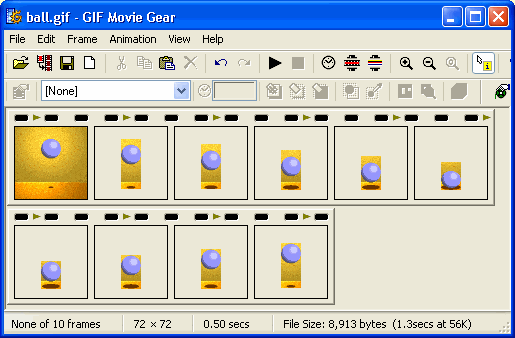 ball.gif - GIF Movie Gear
File Edit Frame Animation View Help
[None]
None of 10 frames 72 × 72 0.50 secs File Size: 8,913 bytes (1.3secs at 56K)